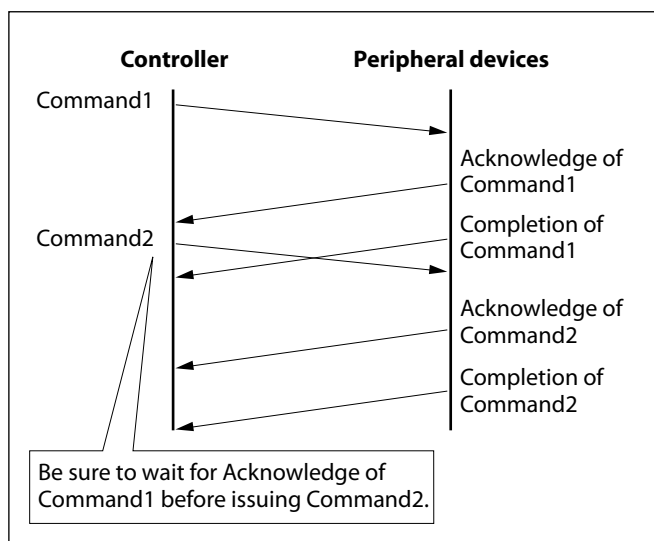 Controller
Peripheral devices
Command1
Acknowledge of
Command1
Command2
Completion of
Command1
Acknowledge of
Command2
Completion of
Command2
Be sure to wait for Acknowledge of
Command1 before issuing Command2.